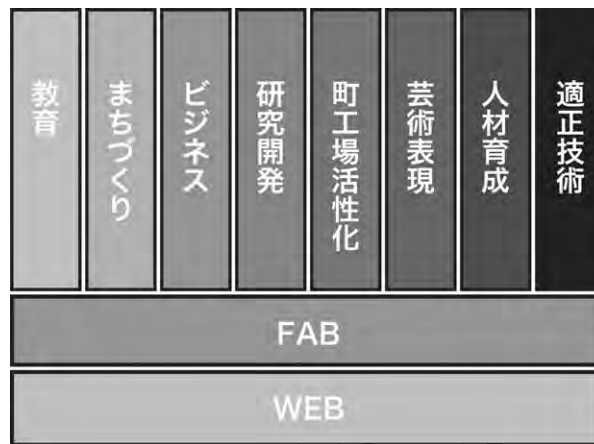 教育
まちづくり
ビジネス
研究開発
町工場活性化
芸術表現
人材育成
適正技術
FAB
WEB